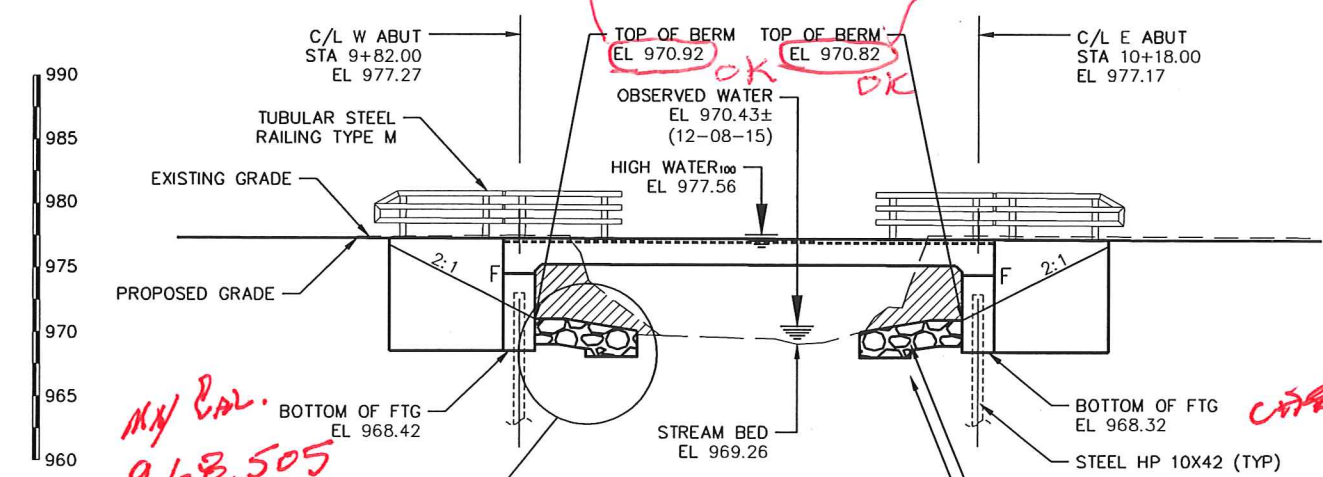 C/L W ABUT
STA 9+82.00
EL 977.27
TOP OF BERM
EL 970.92
OK
TOP OF BERM
EL 970.82
OK
C/L E ABUT
STA 10+18.00
EL 977.17
990
985
980
975
970
965
960
TUBULAR STEEL
RAILING TYPE M
OBSERVED WATER
EL 970.43±
(12-08-15)
HIGH WATER100
EL 977.56
EXISTING GRADE
PROPOSED GRADE
2:1
F
F
2:1
BOTTOM OF FTG
EL 968.42
STREAM BED
EL 969.26
BOTTOM OF FTG
EL 968.32
STEEL HP 10X42 (TYP)
CAL.
968.505